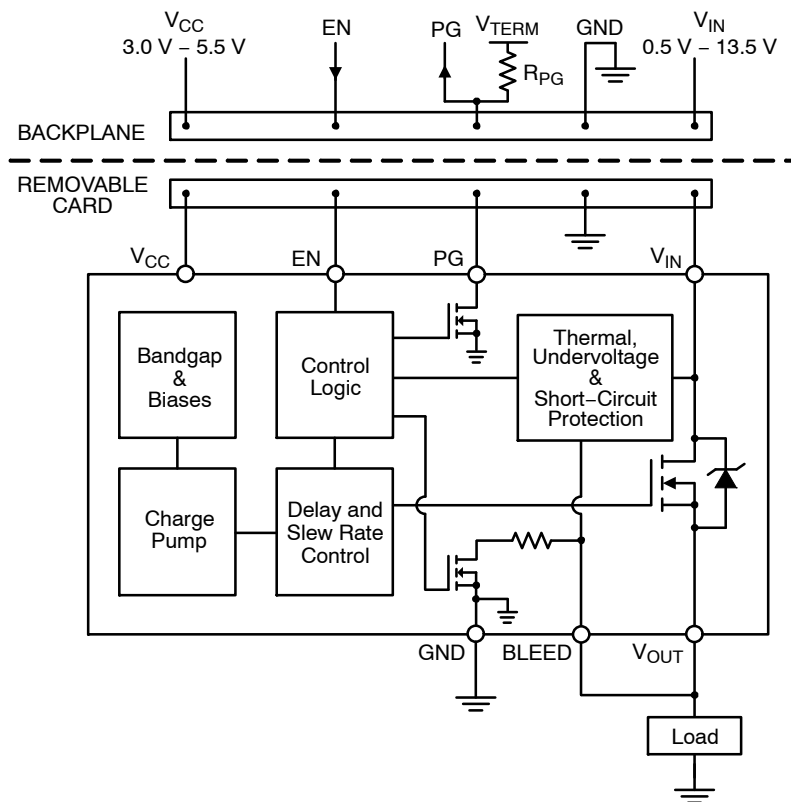 VCC
3.0 V – 5.5 V
EN
PG
VTERM
RPG
GND
VIN
0.5 V – 13.5 V
BACKPLANE
REMOVABLE
CARD
VCC
EN
PG
VIN
Bandgap
&
Biases
Control
Logic
Thermal,
Undervoltage
&
Short–Circuit
Protection
Charge
Pump
Delay and
Slew Rate
Control
GND
BLEED
VOUT
Load